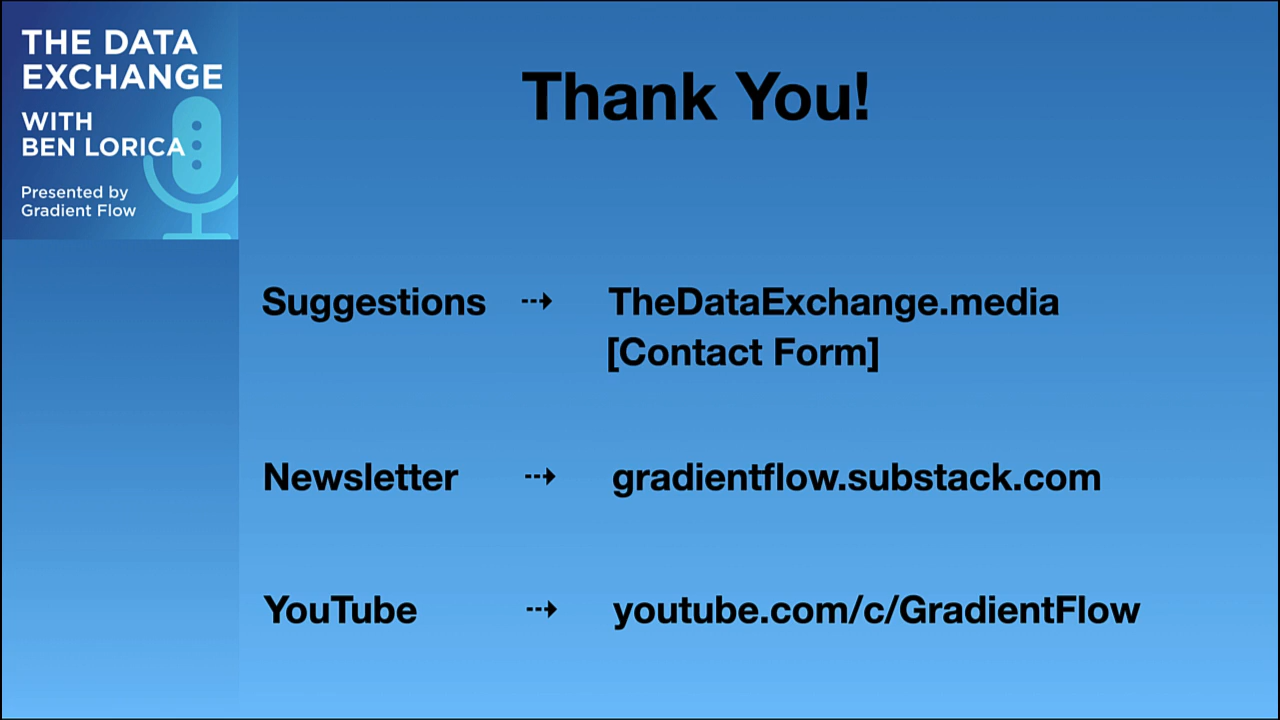 THE DATA
EXCHANGE
WITH
BEN LORICA
Presented by
Gradient Flow
Thank You!
Suggestions ⇢ TheDataExchange.media
[Contact Form]
Newsletter ⇢ gradientflow.substack.com
YouTube ⇢ youtube.com/c/GradientFlow